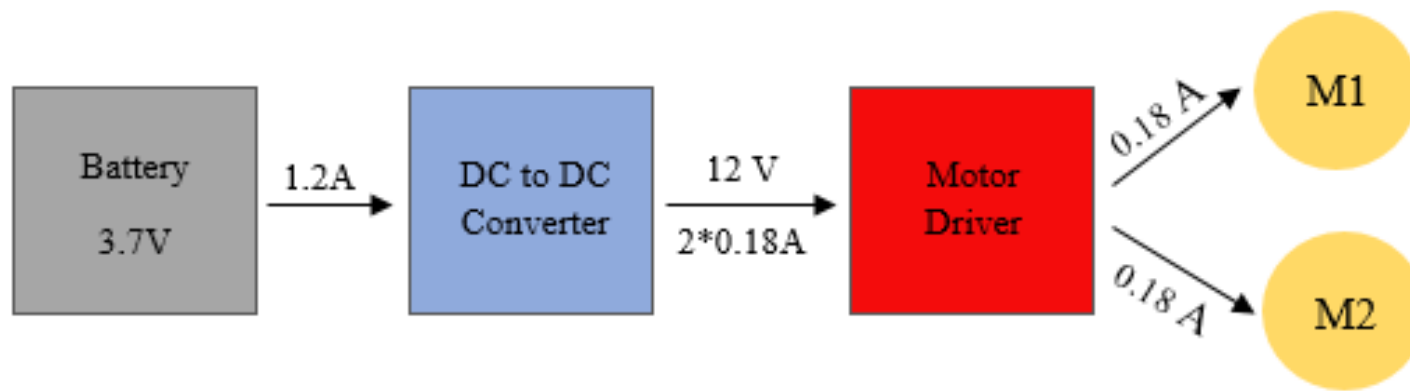 Battery
3.7V
1.2A
DC to DC
Converter
12 V
2*0.18A
Motor
Driver
0.18 A
M1
0.18 A
M2